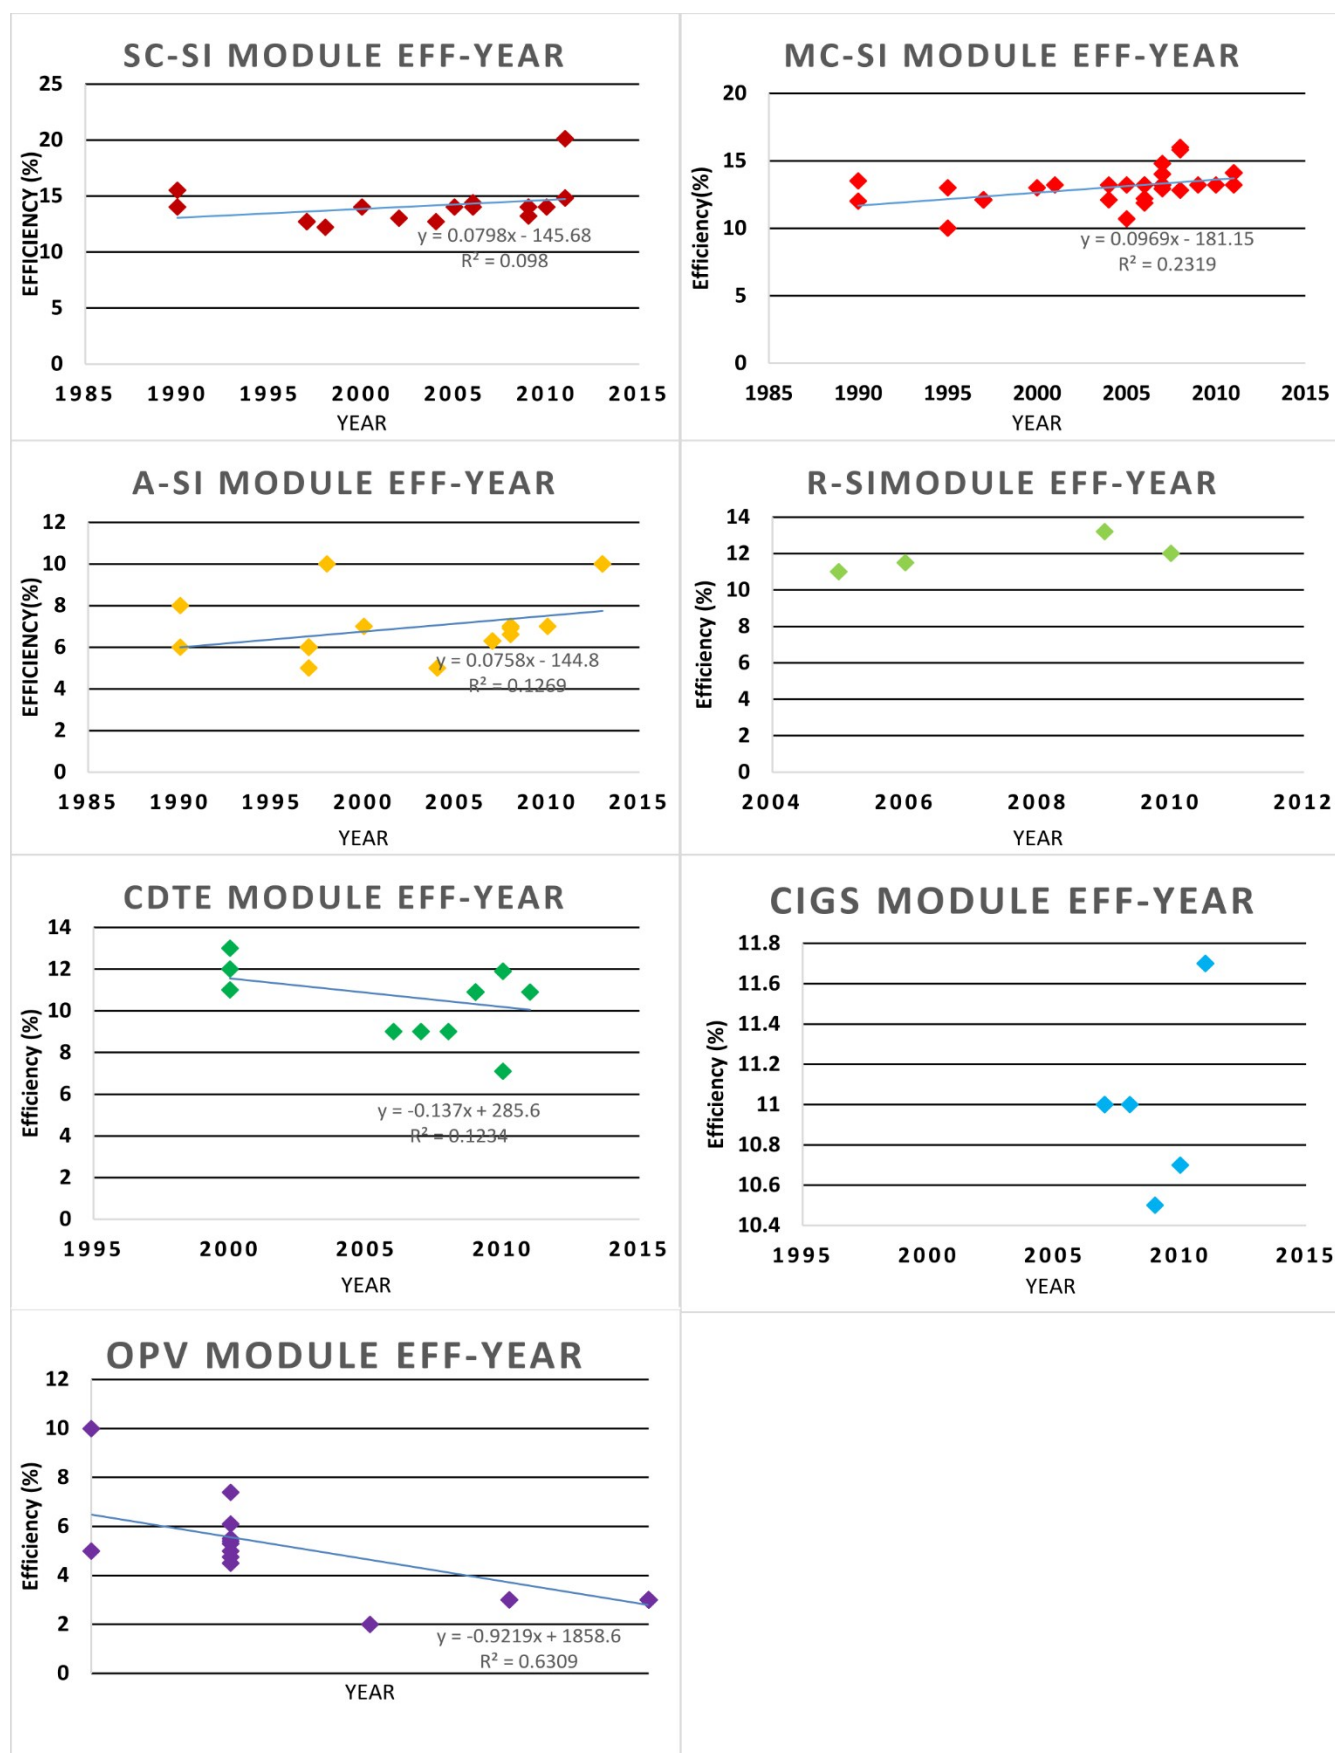 SC-SI MODULE EFF-YEAR
EFFICIENCY (%)
25
20
15
10
5
0
y = 0.0798x - 145.68
R² = 0.098
1985 1990 1995 2000 2005 2010 2015
YEAR
MC-SI MODULE EFF-YEAR
Efficiency(%)
20
15
10
5
0
y = 0.0969x - 181.15
R² = 0.2319
1985 1990 1995 2000 2005 2010 2015
YEAR
A-SI MODULE EFF-YEAR
EFFICIENCY(%)
12
10
8
6
4
2
0
y = 0.0758x - 144.8
R² = 0.1269
1985 1990 1995 2000 2005 2010 2015
YEAR
R-SIMODULE EFF-YEAR
Efficiency (%)
14
12
10
8
6
4
2
0
2004 2006 2008 2010 2012
YEAR
CDTE MODULE EFF-YEAR
Efficiency (%)
14
12
10
8
6
4
2
0
y = -0.137x + 285.6
R² = 0.1234
1995 2000 2005 2010 2015
YEAR
CIGS MODULE EFF-YEAR
Efficiency (%)
11.8
11.6
11.4
11.2
11
10.8
10.6
10.4
1995 2000 2005 2010 2015
YEAR
OPV MODULE EFF-YEAR
Efficiency (%)
12
10
8
6
4
2
0
y = -0.9219x + 1858.6
R² = 0.6309
YEAR